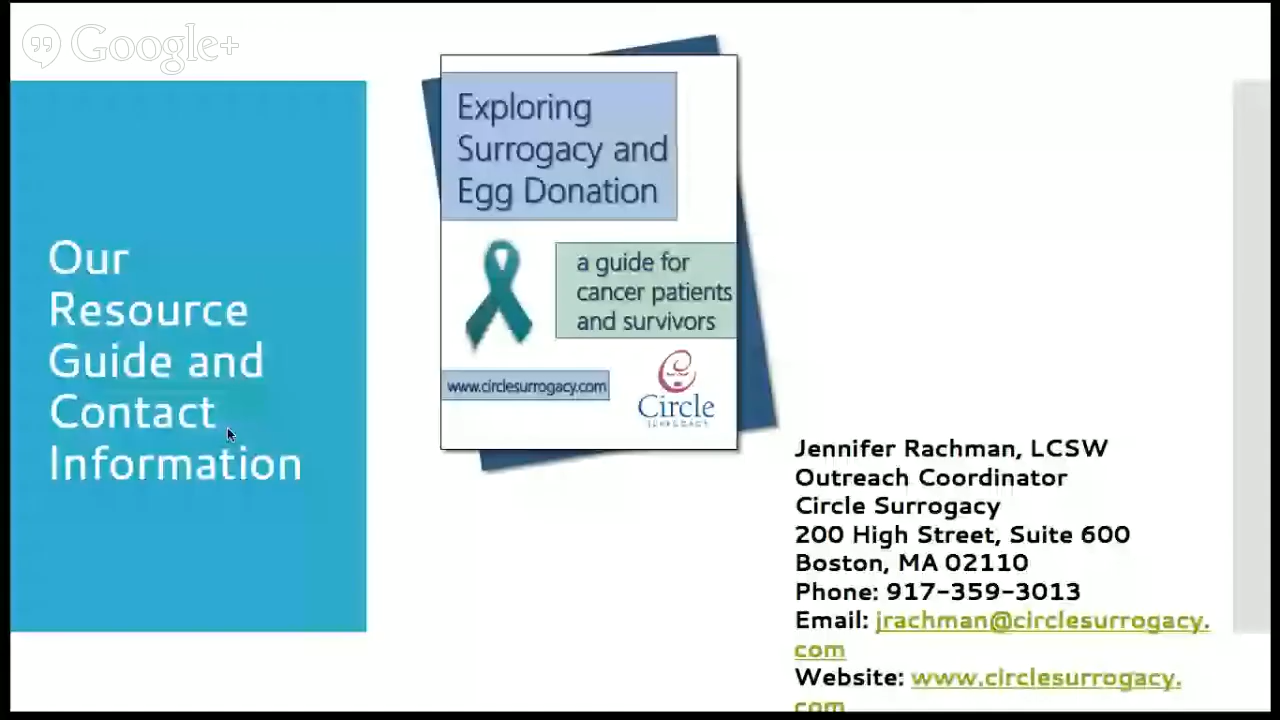 Google+
Our
Resource
Guide and
Contact
Information
Exploring
Surrogacy and
Egg Donation
a guide for
cancer patients
and survivors
www.circlesurrogacy.com
Circle
SURROGACY
Jennifer Rachman, LCSW
Outreach Coordinator
Circle Surrogacy
200 High Street, Suite 600
Boston, MA 02110
Phone: 917-359-3013
Email: jrachman@circlesurrogacy.
com
Website: www.circlesurrogacy.
com